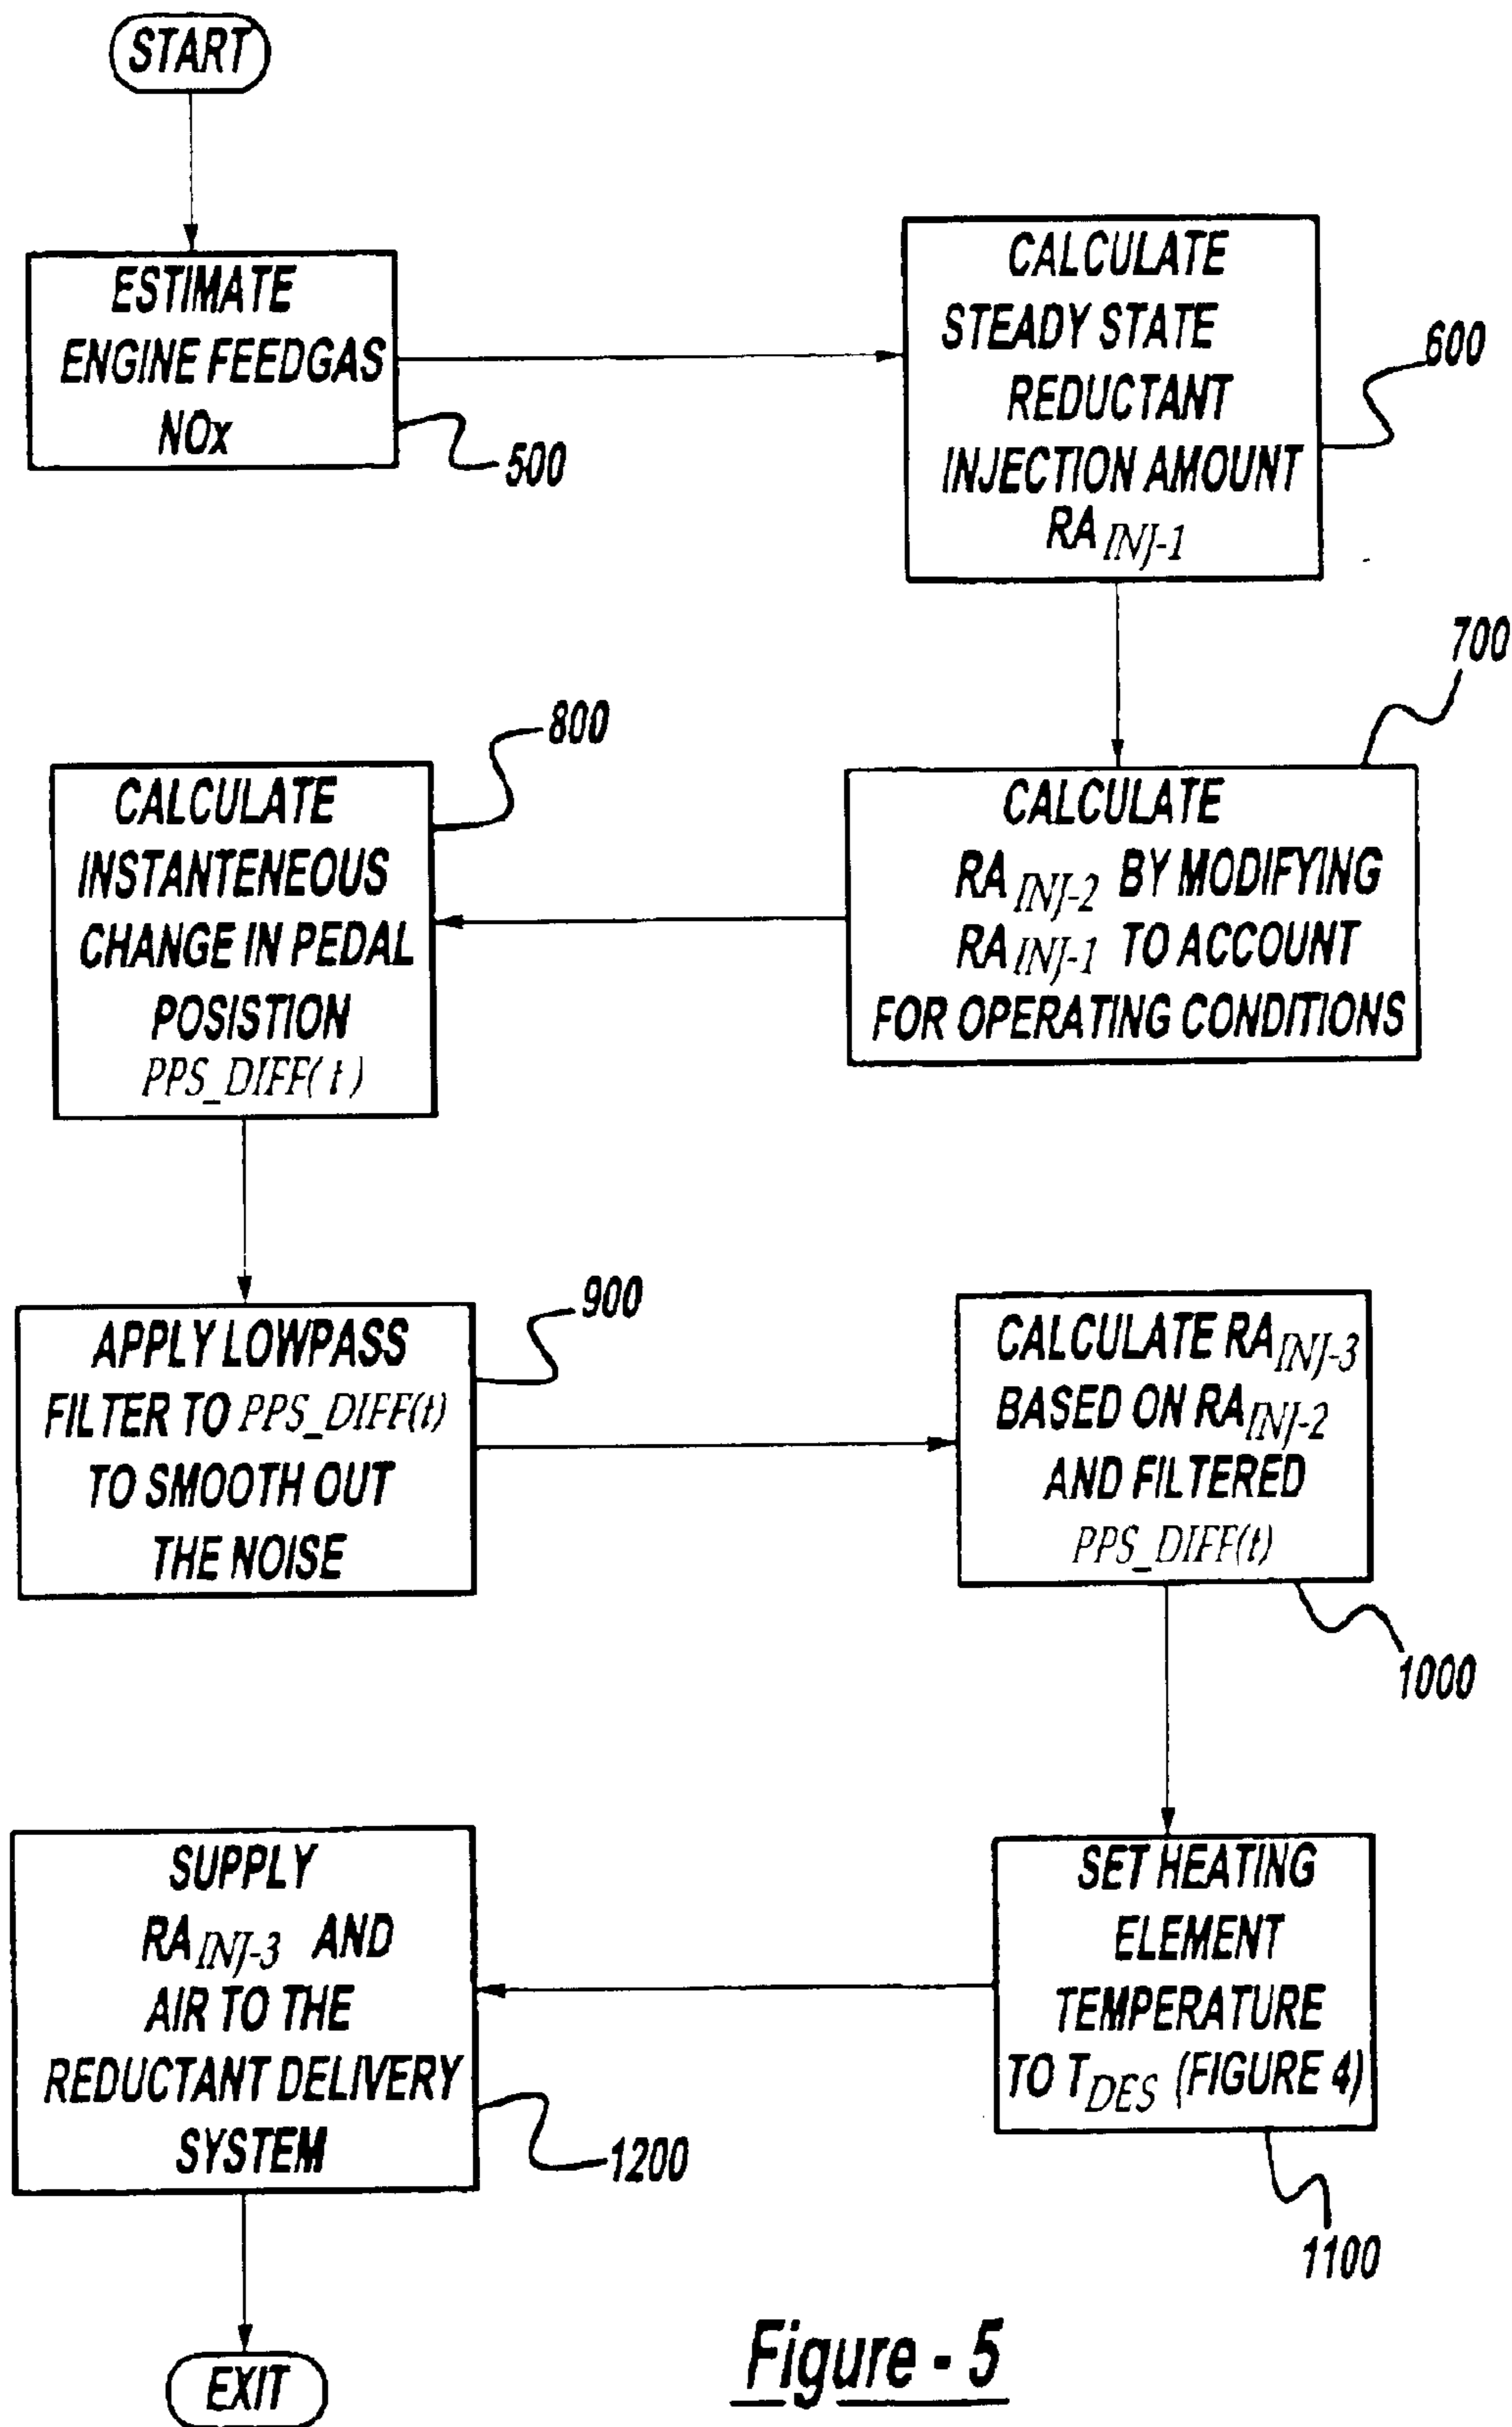 START
ESTIMATE
ENGINE FEEDGAS
NOx
500
CALCULATE
STEADY STATE
REDUCTANT
INJECTION AMOUNT
RA INJ-1
600
700
CALCULATE
RA INJ-2 BY MODIFYING
RA INJ-1 TO ACCOUNT
FOR OPERATING CONDITIONS
800
CALCULATE
INSTANTENEOUS
CHANGE IN PEDAL
POSISTION
PPS_DIFF(t)
900
APPLY LOWPASS
FILTER TO PPS_DIFF(t)
TO SMOOTH OUT
THE NOISE
CALCULATE RA INJ-3
BASED ON RA INJ-2
AND FILTERED
PPS_DIFF(t)
1000
SET HEATING
ELEMENT
TEMPERATURE
TO T DES (FIGURE 4)
1100
SUPPLY
RA INJ-3 AND
AIR TO THE
REDUCTANT DELIVERY
SYSTEM
1200
EXIT
Figure - 5